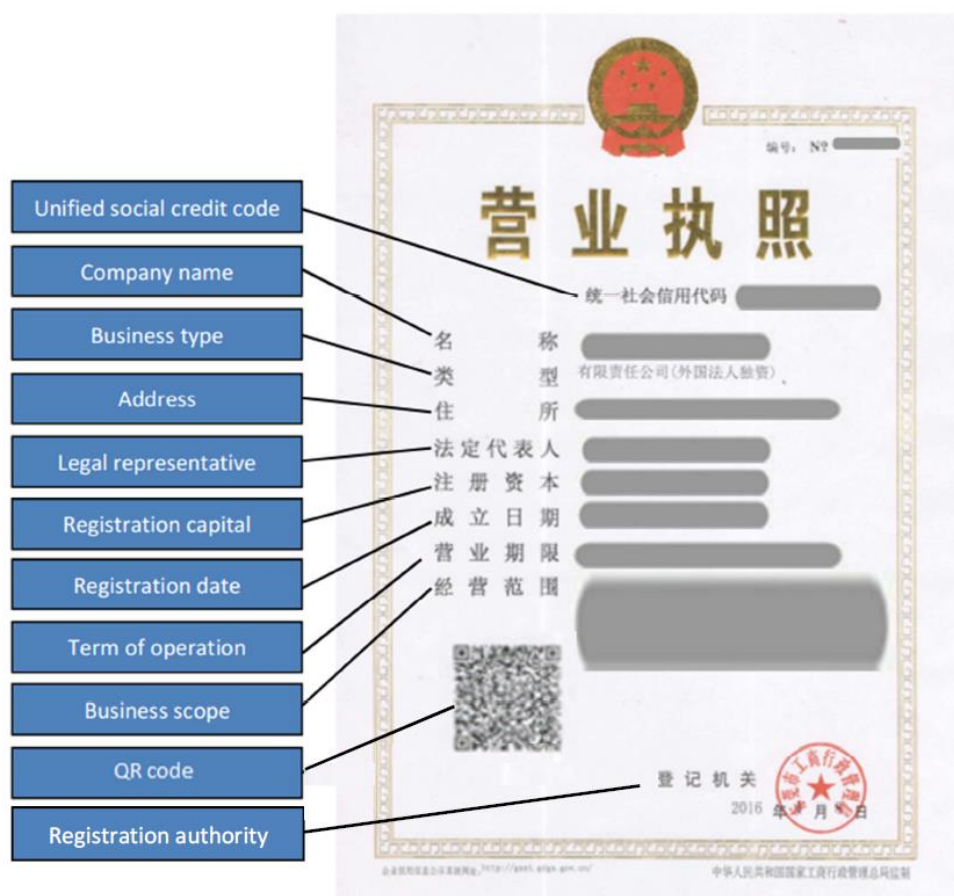 编号: Nº
营业执照
Unified social credit code
统一社会信用代码
Company name
名称
Business type
类型 有限责任公司(外国法人独资)
Address
住所
Legal representative
法定代表人
Registration capital
注册资本
Registration date
成立日期
Term of operation
营业期限
Business scope
经营范围
QR code
Registration authority
登记机关
2016 年 月 日
中华人民共和国国家工商行政管理总局监制